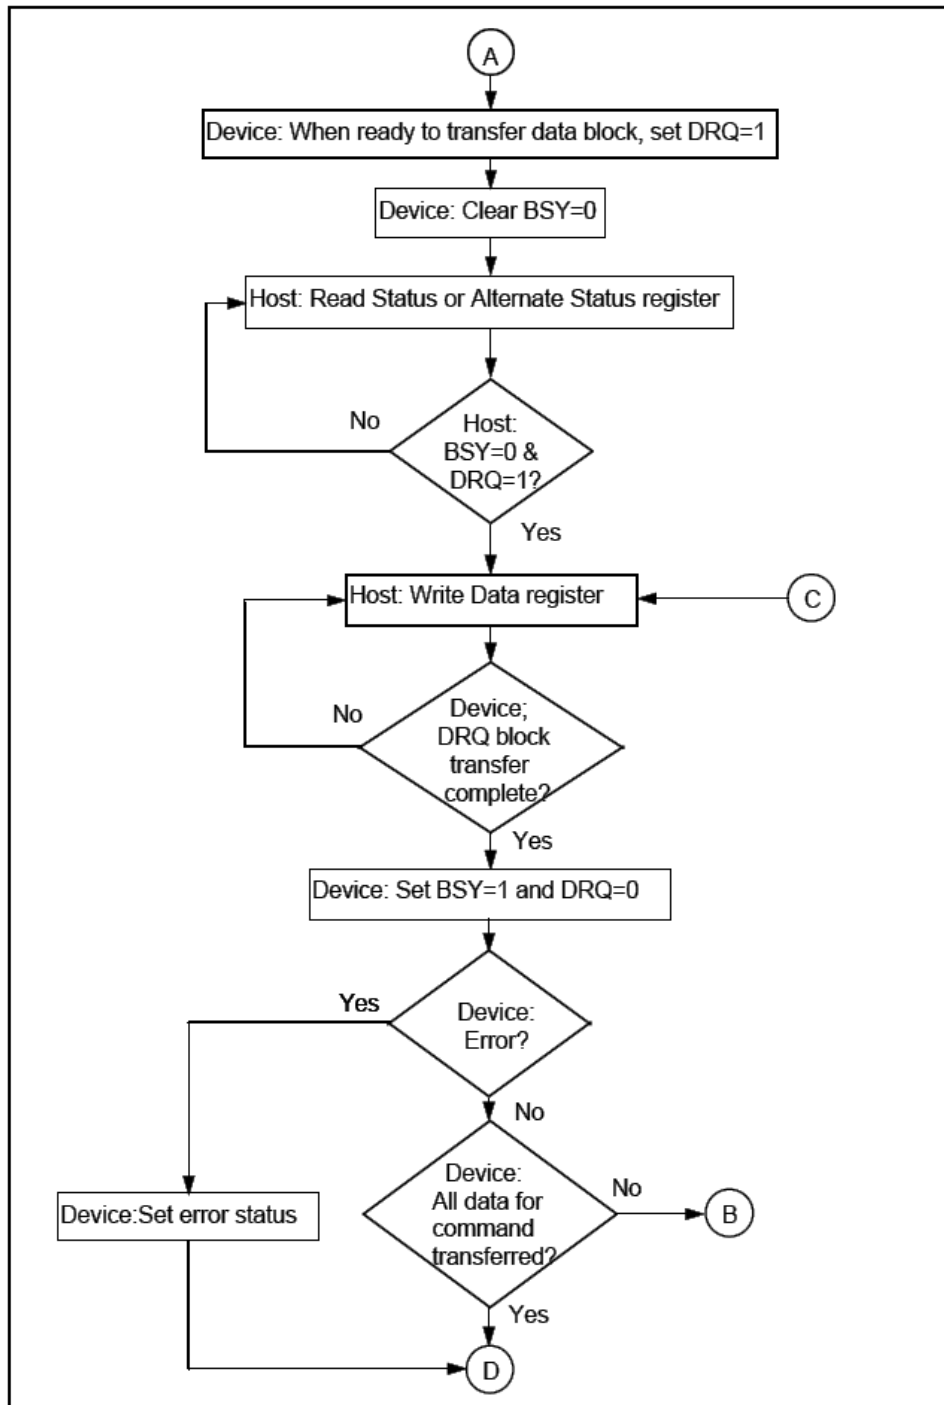 A
Device: When ready to transfer data block, set DRQ=1
Device: Clear BSY=0
Host: Read Status or Alternate Status register
No
Host:
BSY=0 &
DRQ=1?
Yes
Host: Write Data register
C
No
Device;
DRQ block
transfer
complete?
Yes
Device: Set BSY=1 and DRQ=0
Yes
Device:
Error?
No
Device:
All data for
command
transferred?
No
B
Device:Set error status
Yes
D